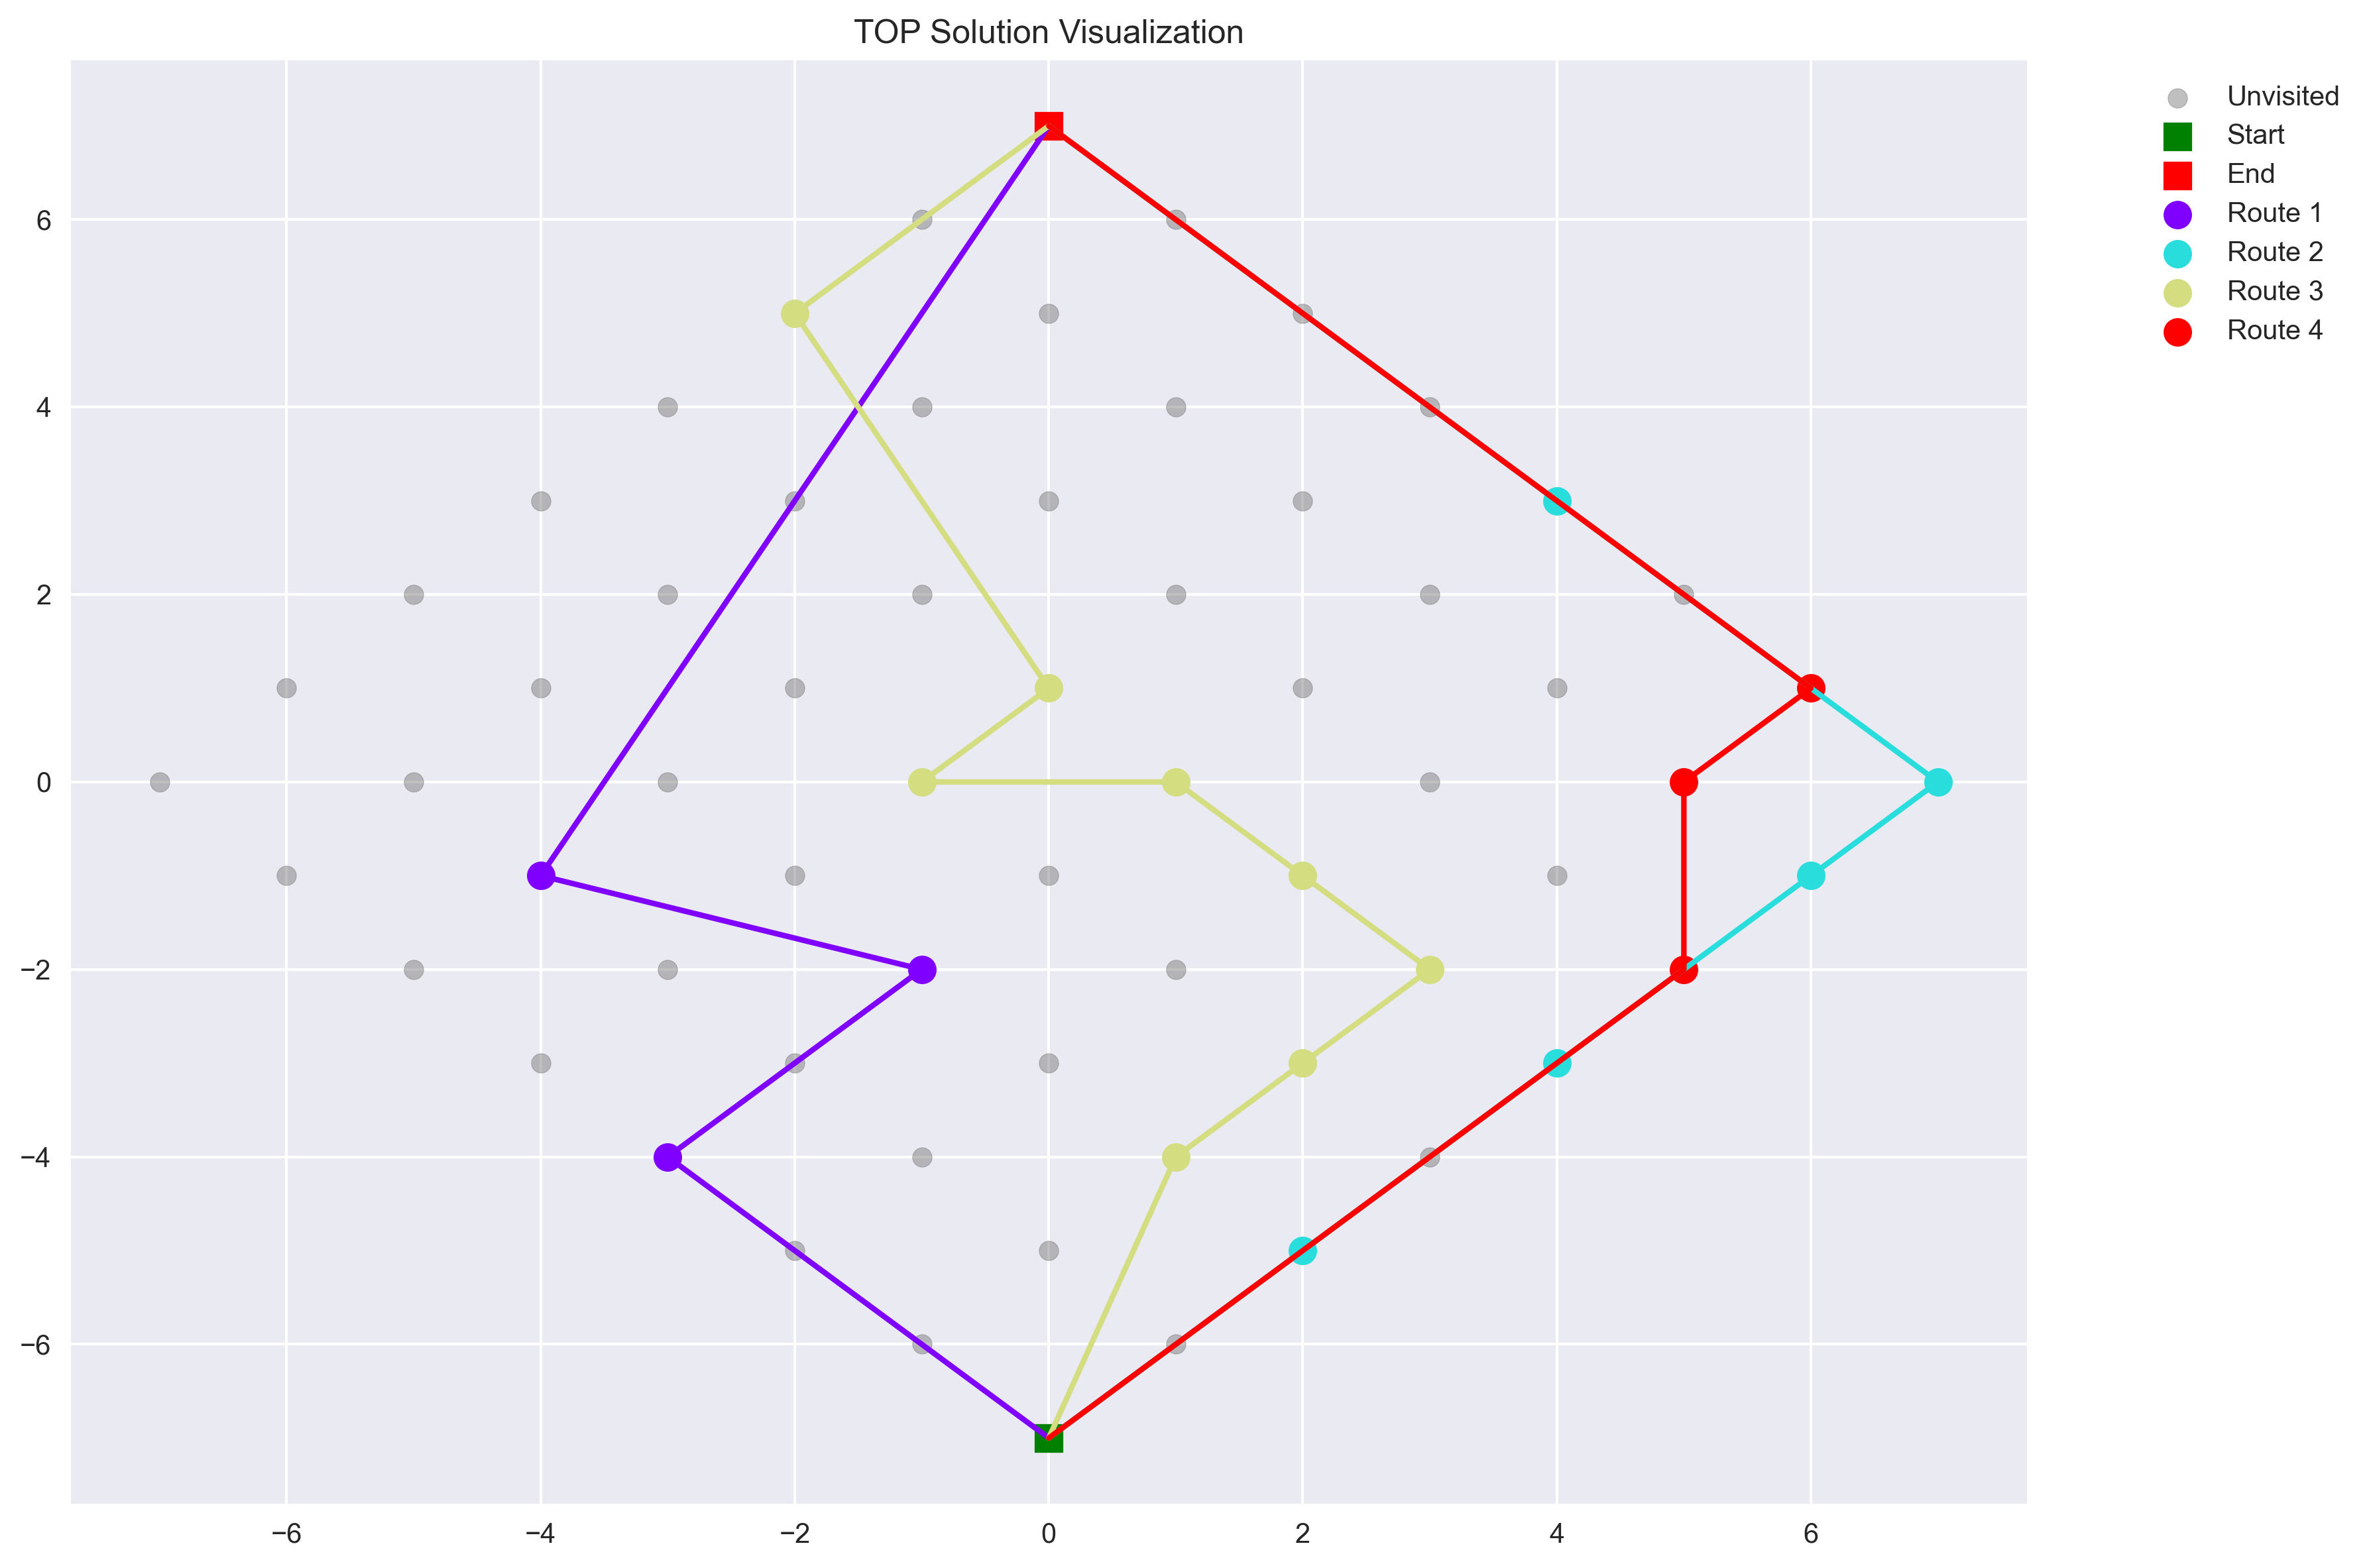 TOP Solution Visualization
Unvisited
Start
End
Route 1
Route 2
Route 3
Route 4
6
4
2
0
−2
−4
−6
−6
−4
−2
0
2
4
6